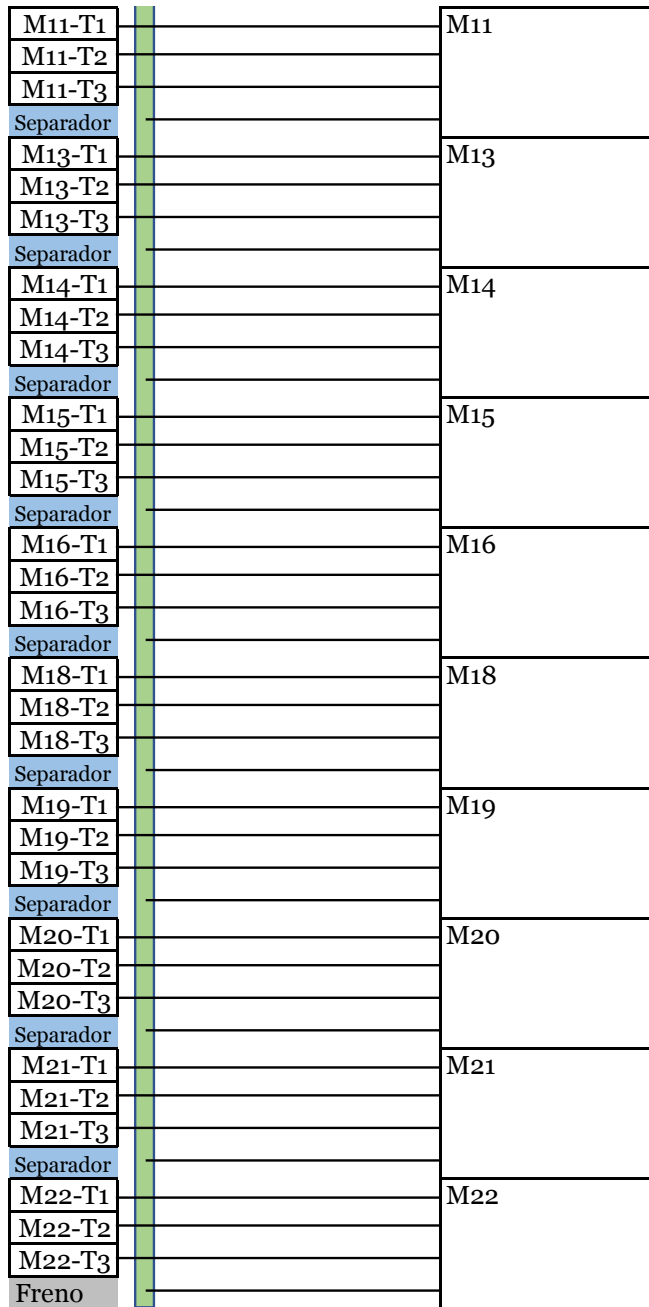 M11-T1 M11
M11-T2
M11-T3
Separador
M13-T1 M13
M13-T2
M13-T3
Separador
M14-T1 M14
M14-T2
M14-T3
Separador
M15-T1 M15
M15-T2
M15-T3
Separador
M16-T1 M16
M16-T2
M16-T3
Separador
M18-T1 M18
M18-T2
M18-T3
Separador
M19-T1 M19
M19-T2
M19-T3
Separador
M20-T1 M20
M20-T2
M20-T3
Separador
M21-T1 M21
M21-T2
M21-T3
Separador
M22-T1 M22
M22-T2
M22-T3
Freno